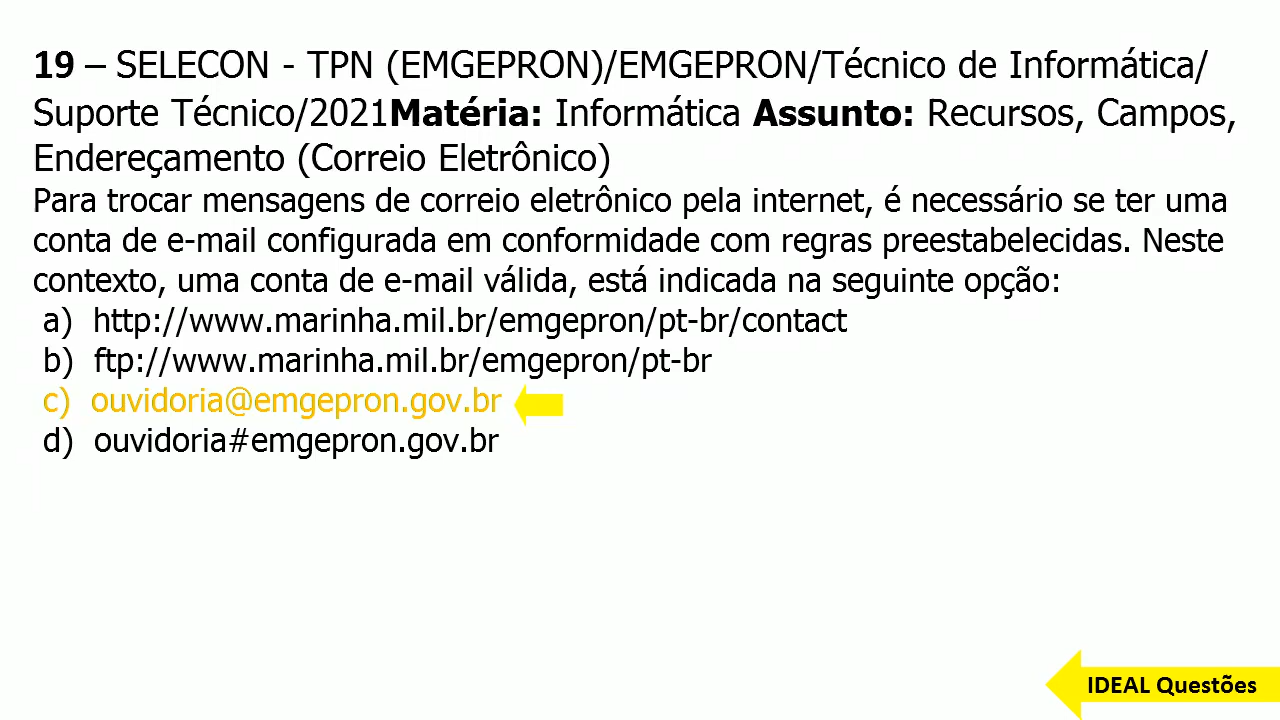 19 – SELECON - TPN (EMGEPRON)/EMGEPRON/Técnico de Informática/
Suporte Técnico/2021Matéria: Informática Assunto: Recursos, Campos,
Endereçamento (Correio Eletrônico)
Para trocar mensagens de correio eletrônico pela internet, é necessário se ter uma
conta de e-mail configurada em conformidade com regras preestabelecidas. Neste
contexto, uma conta de e-mail válida, está indicada na seguinte opção:
a) http://www.marinha.mil.br/emgepron/pt-br/contact
b) ftp://www.marinha.mil.br/emgepron/pt-br
c) ouvidoria@emgepron.gov.br
d) ouvidoria#emgepron.gov.br
IDEAL Questões